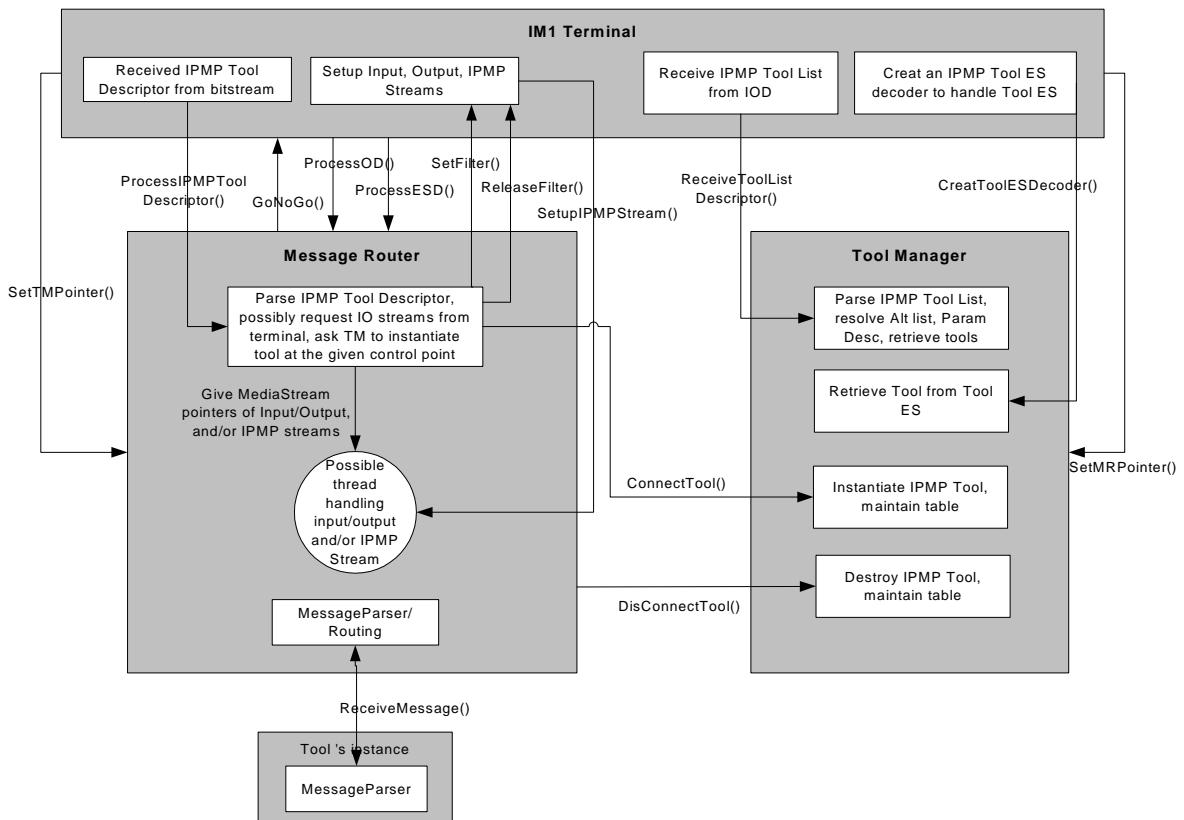 IM1 Terminal
Received IPMP Tool
Descriptor from bitstream
Setup Input, Output, IPMP
Streams
Receive IPMP Tool List
from IOD
Creat an IPMP Tool ES
decoder to handle Tool ES
ProcessIPMPTool
Descriptor()
GoNoGo()
ProcessOD()
ProcessESD()
SetFilter()
ReleaseFilter()
SetupIPMPStream()
ReceiveToolList
Descriptor()
CreatToolESDecoder()
SetTMPointer()
Message Router
Parse IPMP Tool Descriptor,
possibly request IO streams from
terminal, ask TM to instantiate
tool at the given control point
Give MediaStream
pointers of Input/Output,
and/or IPMP streams
Possible
thread
handling
input/output
and/or IPMP
Stream
MessageParser/
Routing
Tool Manager
Parse IPMP Tool List,
resolve Alt list, Param
Desc, retrieve tools
Retrieve Tool from Tool
ES
SetMRPointer()
ConnectTool()
Instantiate IPMP Tool,
maintain table
DisConnectTool()
Destroy IPMP Tool,
maintain table
ReceiveMessage()
Tool 's instance
MessageParser